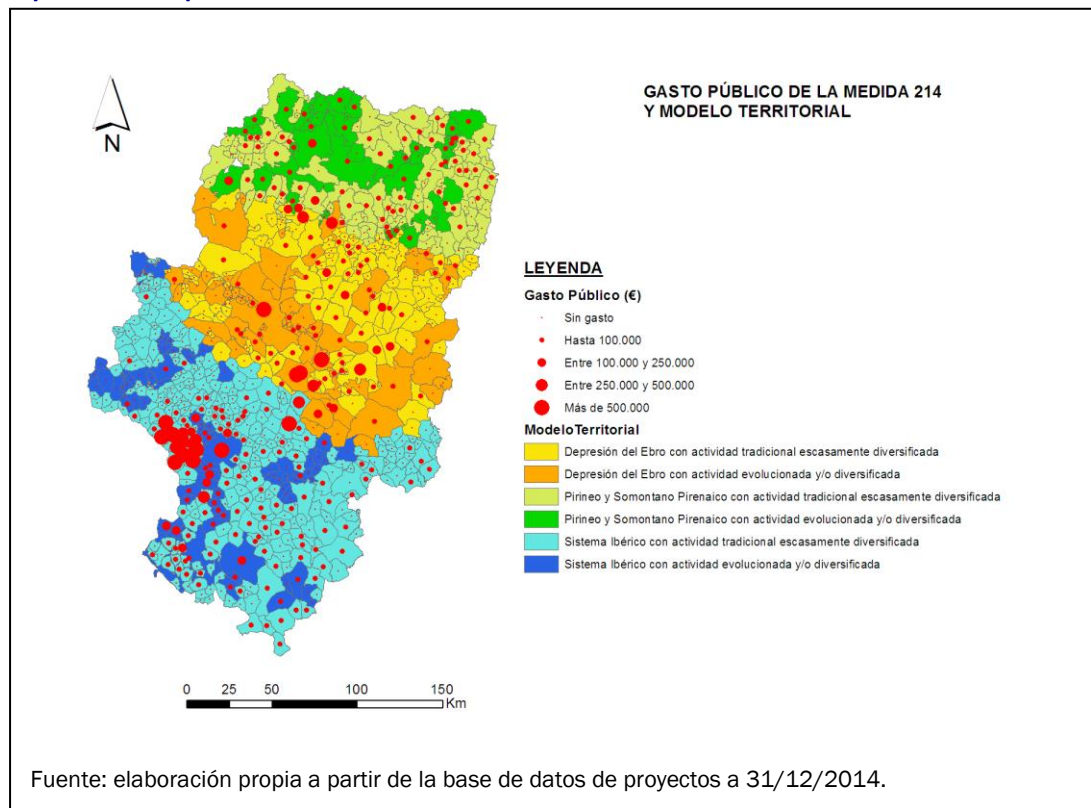 GASTO PÚBLICO DE LA MEDIDA 214
Y MODELO TERRITORIAL
N
LEYENDA
Gasto Público (€)
Sin gasto
Hasta 100.000
Entre 100.000 y 250.000
Entre 250.000 y 500.000
Más de 500.000
ModeloTerritorial
Depresión del Ebro con actividad tradicional escasamente diversificada
Depresión del Ebro con actividad evolucionada y/o diversificada
Pirineo y Somontano Pirenaico con actividad tradicional escasamente diversificada
Pirineo y Somontano Pirenaico con actividad evolucionada y/o diversificada
Sistema Ibérico con actividad tradicional escasamente diversificada
Sistema Ibérico con actividad evolucionada y/o diversificada
0 25 50 100 150
Km
Fuente: elaboración propia a partir de la base de datos de proyectos a 31/12/2014.